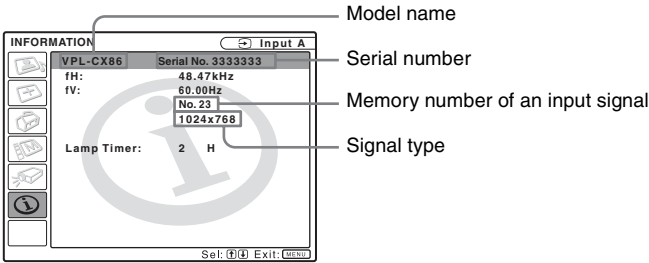 Model name
INFORMATION Input A
VPL-CX86 Serial No. 3333333
Serial number
fH: 48.47kHz
fV: 60.00Hz
No. 23
Memory number of an input signal
1024x768
Signal type
Lamp Timer: 2 H
Sel: Exit: MENU